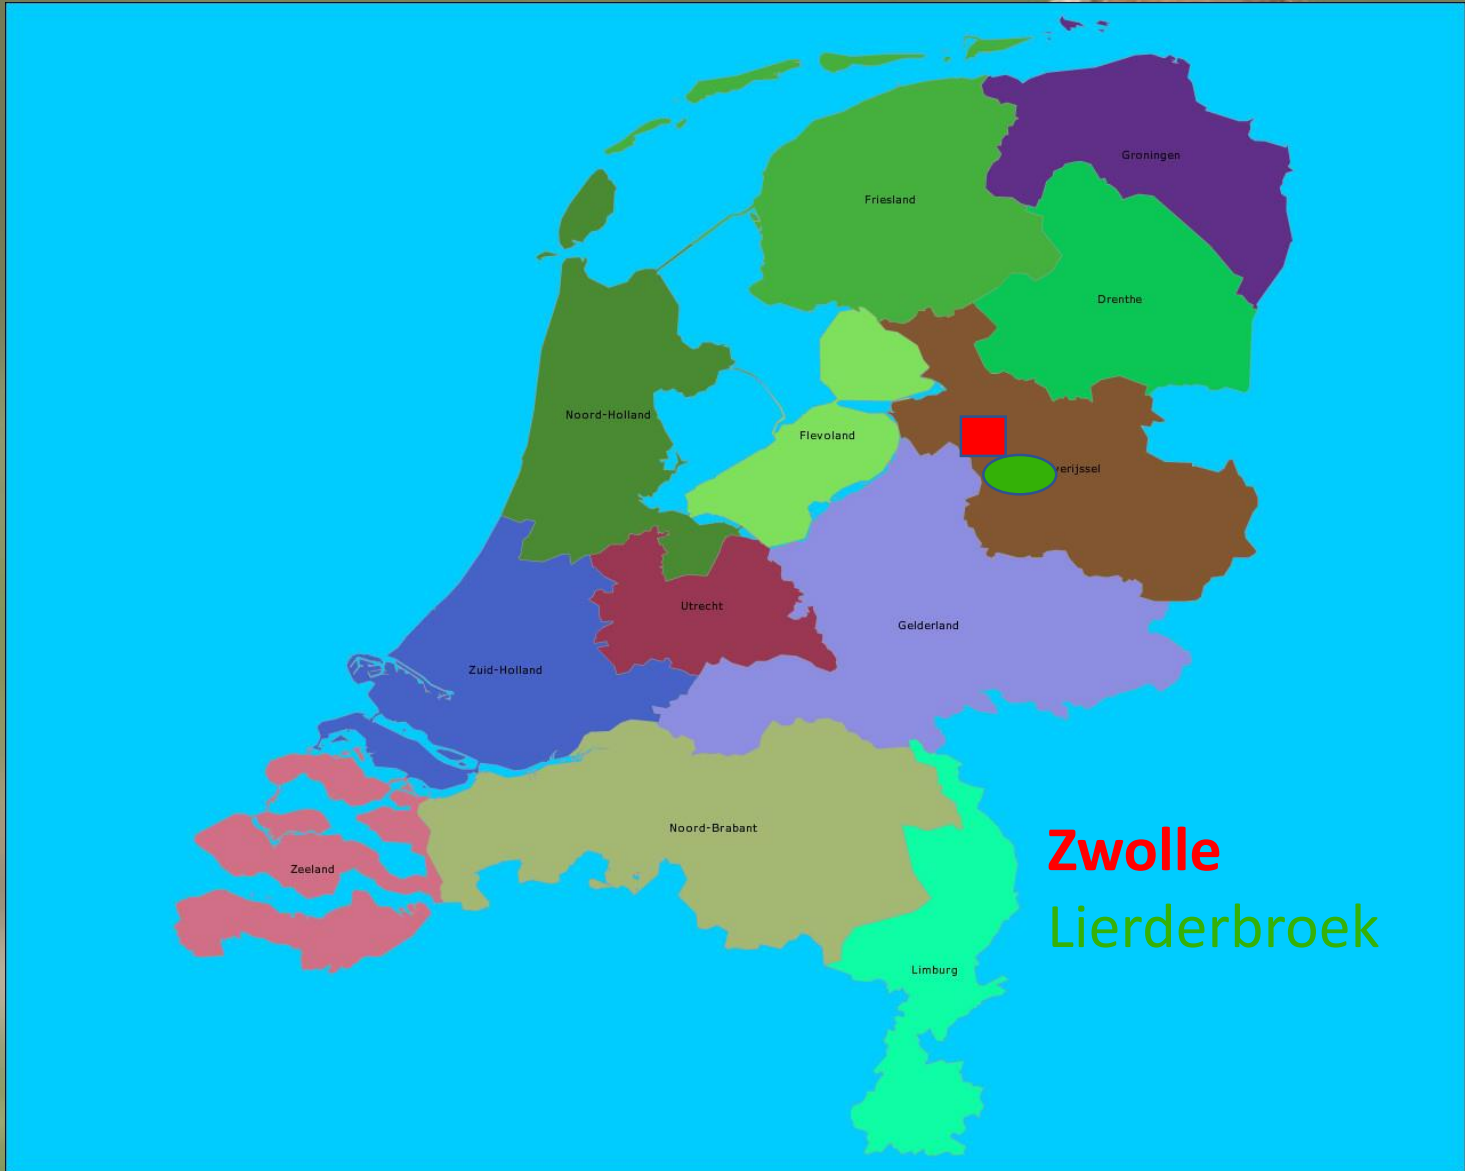 Groningen
Friesland
Drenthe
Noord-Holland
Flevoland
verijssel
Utrecht
Gelderland
Zuid-Holland
Noord-Brabant
Zwolle
Zeeland
Lierderbroek
Limburg